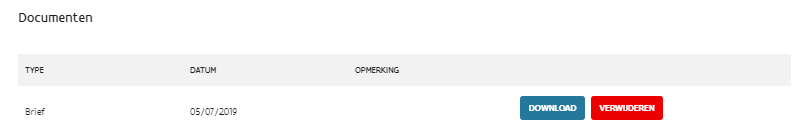 Documenten
TYPE DATUM OPMERKING
Brief 05/07/2019 DOWNLOAD VERWIJDEREN